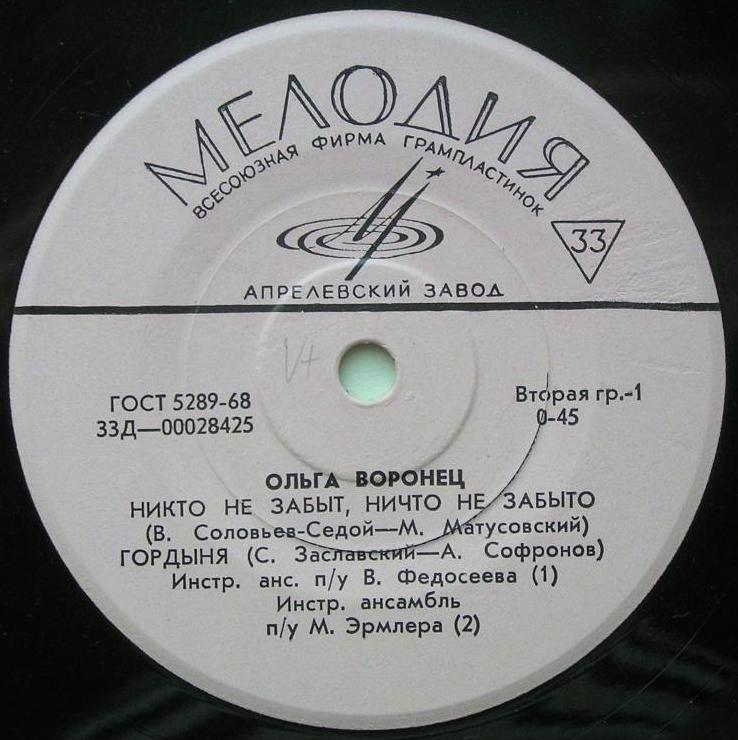 МЕЛОДИЯ
ВСЕСОЮЗНАЯ ФИРМА ГРАМПЛАСТИНОК
33
АПРЕЛЕВСКИЙ ЗАВОД
V+
ГОСТ 5289-68
33Д—00028425
Вторая гр.-1
0-45
ОЛЬГА ВОРОНЕЦ
НИКТО НЕ ЗАБЫТ, НИЧТО НЕ ЗАБЫТО
(В. Соловьев-Седой—М. Матусовский)
ГОРДЫНЯ (С. Заславский—А. Софронов)
Инстр. анс. п/у В. Федосеева (1)
Инстр. ансамбль
п/у М. Эрмлера (2)